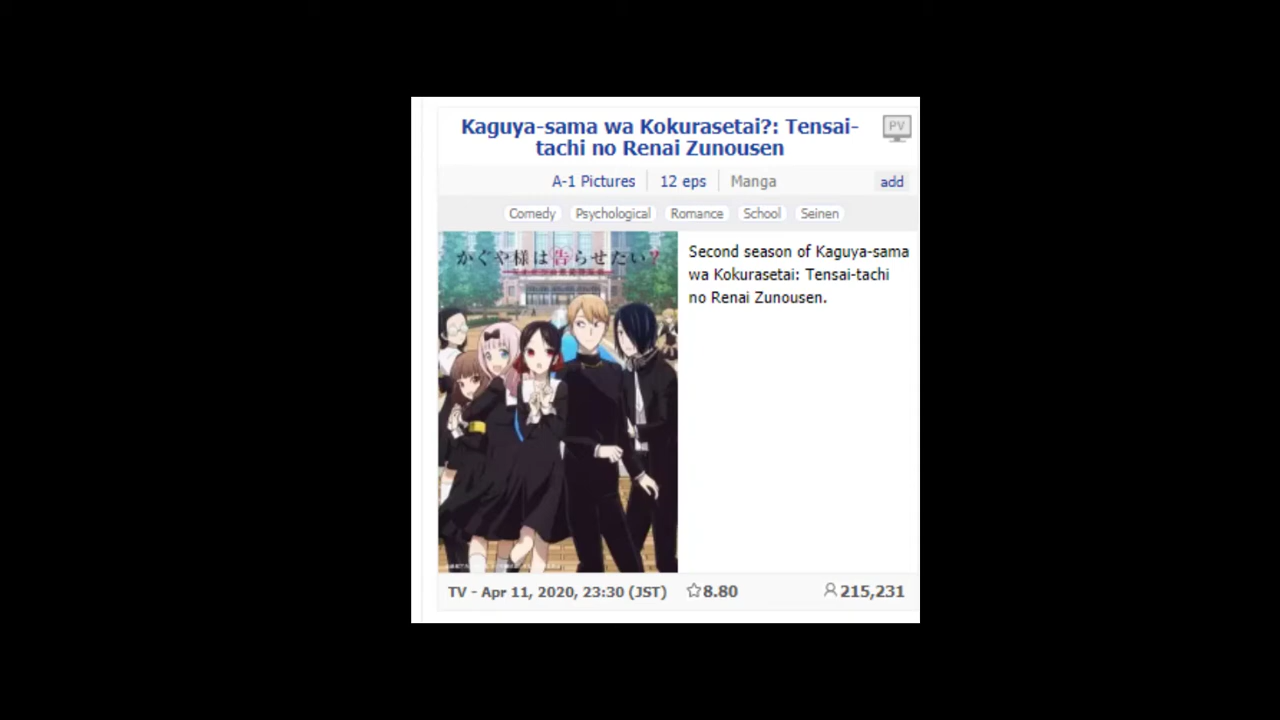 Kaguya-sama wa Kokurasetai?: Tensai-
tachi no Renai Zunousen
PV
A-1 Pictures
12 eps
Manga
add
Comedy
Psychological
Romance
School
Seinen
かぐや様は告らせたい?
Second season of Kaguya-sama
wa Kokurasetai: Tensai-tachi
no Renai Zunousen.
TV - Apr 11, 2020, 23:30 (JST)
8.80
215,231